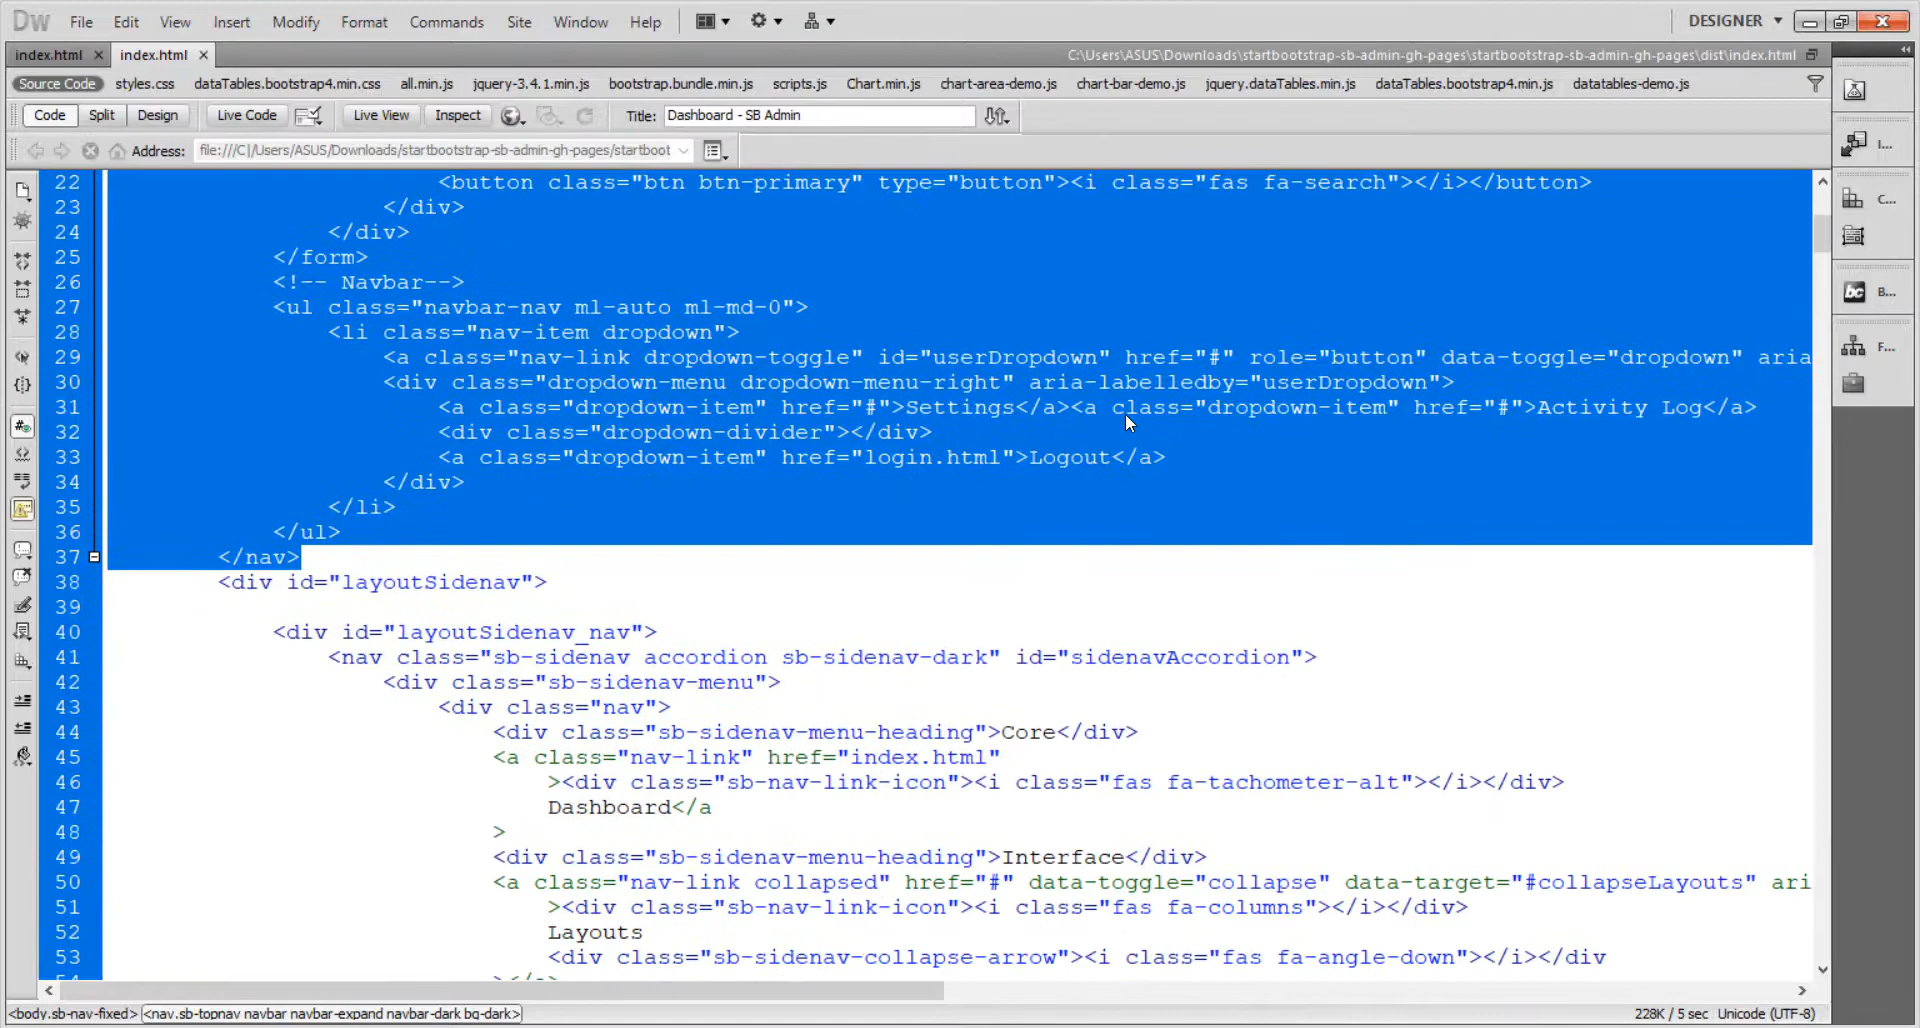 Dw File Edit View Insert Modify Format Commands Site Window Help DESIGNER
index.html index.html C:\Users\ASUS\Downloads\startbootstrap-sb-admin-gh-pages\startbootstrap-sb-admin-gh-pages\dist\index.html
Source Code styles.css dataTables.bootstrap4.min.css all.min.js jquery-3.4.1.min.js bootstrap.bundle.min.js scripts.js Chart.min.js chart-area-demo.js chart-bar-demo.js jquery.dataTables.min.js dataTables.bootstrap4.min.js datatables-demo.js
Code Split Design Live Code Live View Inspect Title: Dashboard - SB Admin
Address: file:///C|/Users/ASUS/Downloads/startbootstrap-sb-admin-gh-pages/startboot
I...
C...
bc B...
F...
22 <button class="btn btn-primary" type="button"><i class="fas fa-search"></i></button>
23 </div>
24 </div>
25 </form>
26 <!-- Navbar-->
27 <ul class="navbar-nav ml-auto ml-md-0">
28 <li class="nav-item dropdown">
29 <a class="nav-link dropdown-toggle" id="userDropdown" href="#" role="button" data-toggle="dropdown" aria
30 <div class="dropdown-menu dropdown-menu-right" aria-labelledby="userDropdown">
31 <a class="dropdown-item" href="#">Settings</a><a class="dropdown-item" href="#">Activity Log</a>
32 <div class="dropdown-divider"></div>
33 <a class="dropdown-item" href="login.html">Logout</a>
34 </div>
35 </li>
36 </ul>
37 </nav>
38 <div id="layoutSidenav">
39
40 <div id="layoutSidenav_nav">
41 <nav class="sb-sidenav accordion sb-sidenav-dark" id="sidenavAccordion">
42 <div class="sb-sidenav-menu">
43 <div class="nav">
44 <div class="sb-sidenav-menu-heading">Core</div>
45 <a class="nav-link" href="index.html"
46 ><div class="sb-nav-link-icon"><i class="fas fa-tachometer-alt"></i></div>
47 Dashboard</a
48 >
49 <div class="sb-sidenav-menu-heading">Interface</div>
50 <a class="nav-link collapsed" href="#" data-toggle="collapse" data-target="#collapseLayouts" ari
51 ><div class="sb-nav-link-icon"><i class="fas fa-columns"></i></div>
52 Layouts
53 <div class="sb-sidenav-collapse-arrow"><i class="fas fa-angle-down"></i></div
<body.sb-nav-fixed> <nav.sb-topnav navbar navbar-expand navbar-dark bg-dark> 228K / 5 sec Unicode (UTF-8)